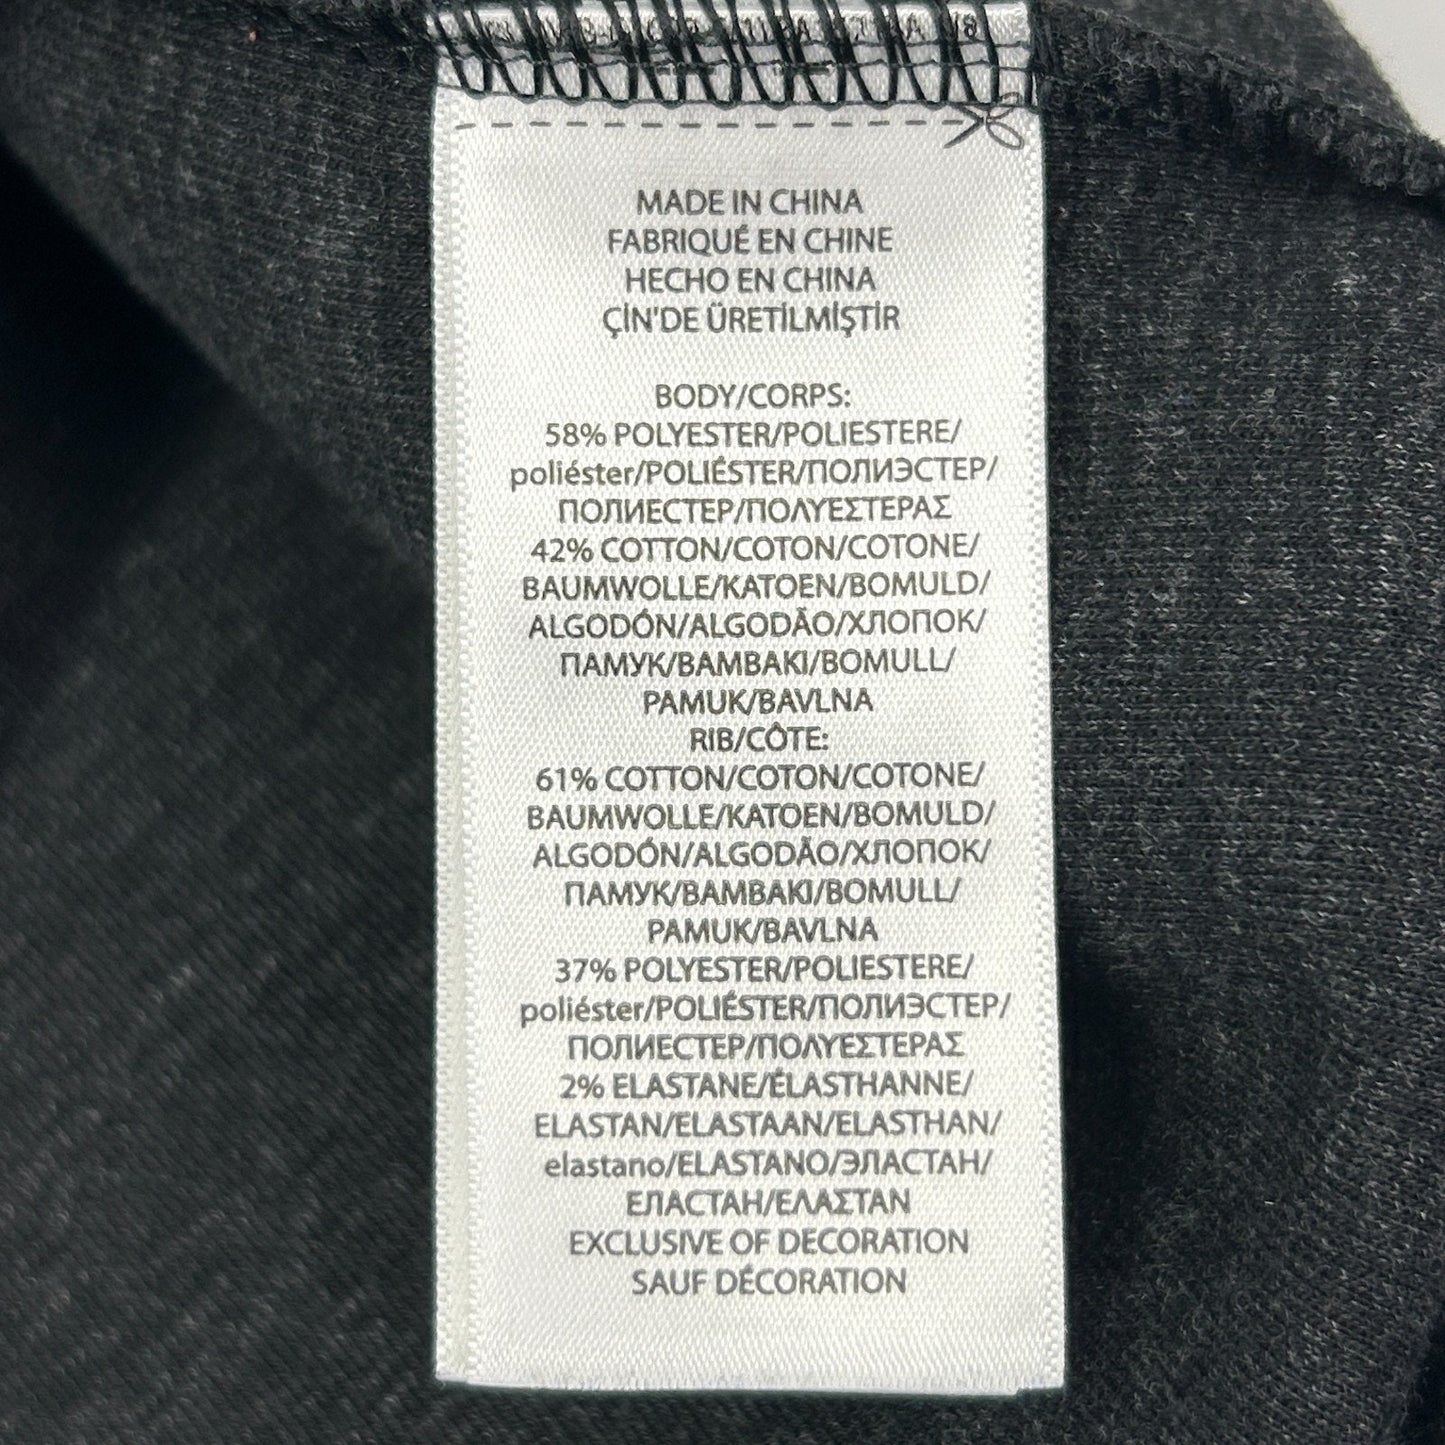 MADE IN CHINA
FABRIQUÉ EN CHINE
HECHO EN CHINA
ÇİN'DE ÜRETİLMİŞTİR
BODY/CORPS:
58% POLYESTER/POLIESTERE/
poliéster/POLIÉSTER/ПОЛИЭСТЕР/
ПОЛИЕСТЕР/ΠΟΛΥΕΣΤΕΡΑΣ
42% COTTON/COTON/COTONE/
BAUMWOLLE/KATOEN/BOMULD/
ALGODÓN/ALGODÃO/ХЛОПОК/
ПАМУК/BAMBAKI/BOMULL/
PAMUK/BAVLNA
RIB/CÔTE:
61% COTTON/COTON/COTONE/
BAUMWOLLE/KATOEN/BOMULD/
ALGODÓN/ALGODÃO/ХЛОПОК/
ПАМУК/BAMBAKI/BOMULL/
PAMUK/BAVLNA
37% POLYESTER/POLIESTERE/
poliéster/POLIÉSTER/ПОЛИЭСТЕР/
ПОЛИЕСТЕР/ΠΟΛΥΕΣΤΕΡΑΣ
2% ELASTANE/ÉLASTHANNE/
ELASTAN/ELASTAAN/ELASTHAN/
elastano/ELASTANO/ЭЛАСТАН/
ЕЛАСТАН/ΕΛΑΣΤΑΝ
EXCLUSIVE OF DECORATION
SAUF DÉCORATION